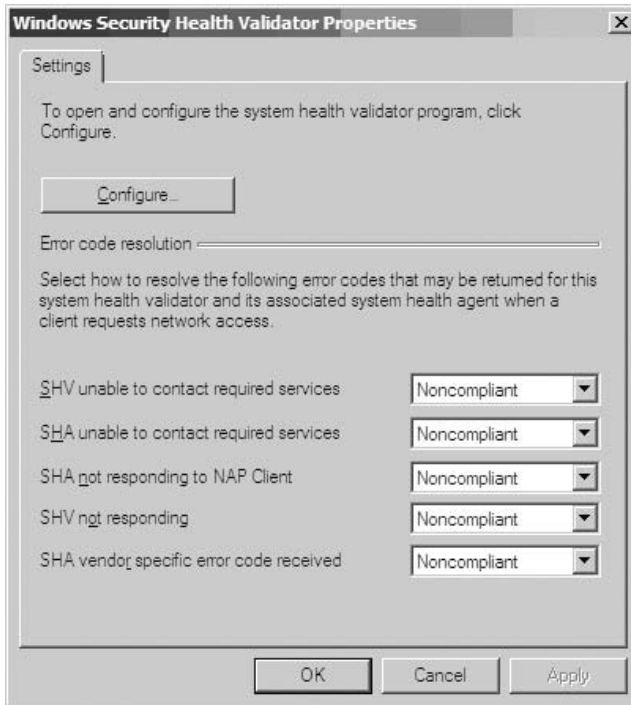 Windows Security Health Validator Properties
Settings
To open and configure the system health validator program, click
Configure.
Configure...
Error code resolution
Select how to resolve the following error codes that may be returned for this
system health validator and its associated system health agent when a
client requests network access.
SHV unable to contact required services Noncompliant
SHA unable to contact required services Noncompliant
SHA not responding to NAP Client Noncompliant
SHV not responding Noncompliant
SHA vendor specific error code received Noncompliant
OK Cancel Apply